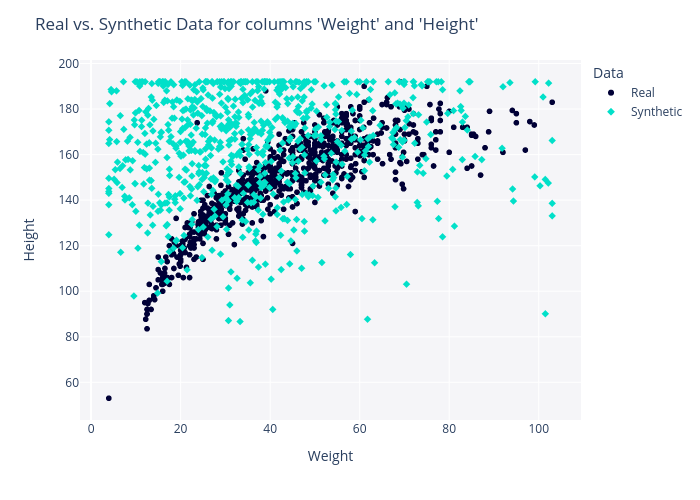 Real vs. Synthetic Data for columns 'Weight' and 'Height'
Data
Real
Synthetic
Height
200
180
160
140
120
100
80
60
0 20 40 60 80 100
Weight